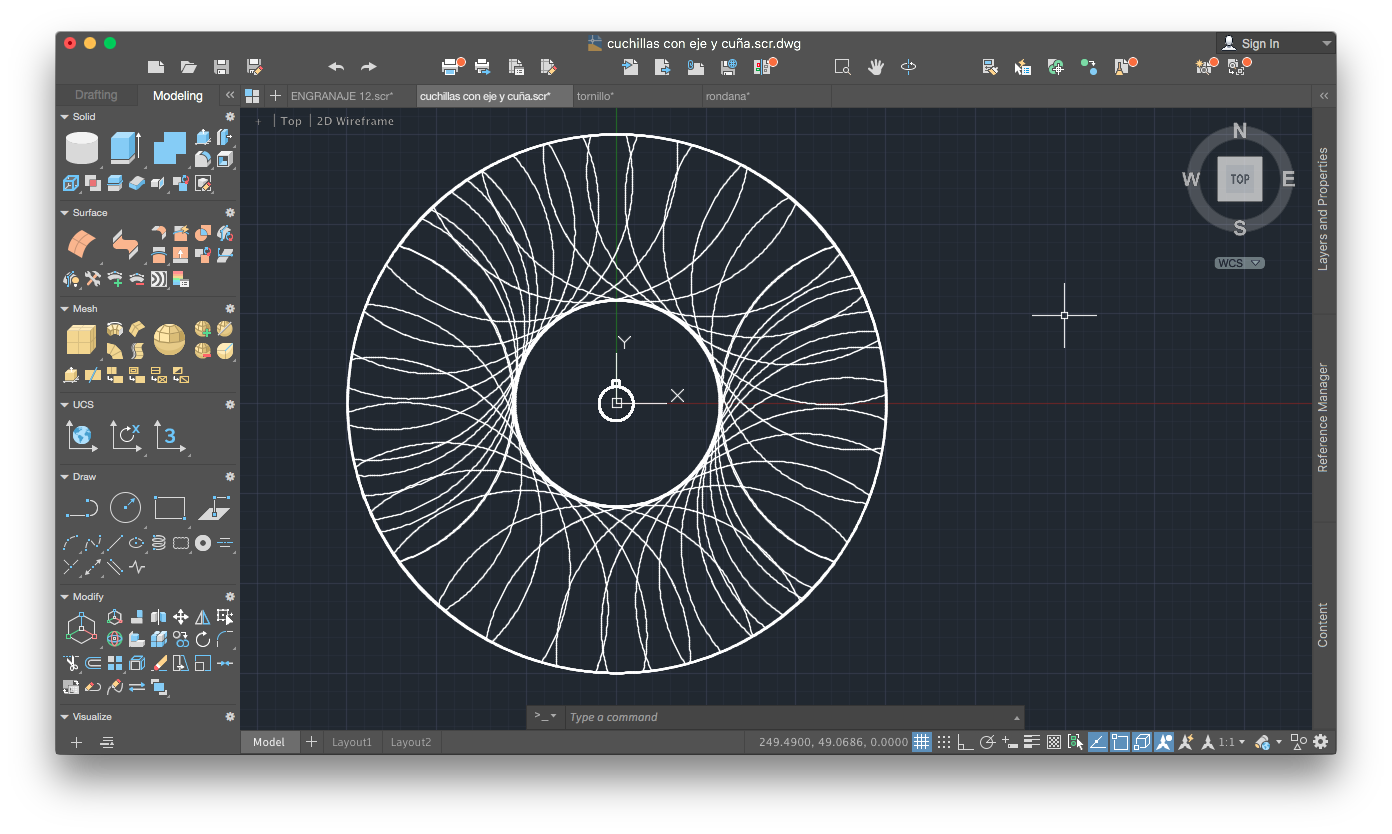 cuchillas con eje y cuña.scr.dwg
Sign In
Drafting
Modeling
ENGRANAJE 12.scr*
cuchillas con eje y cuña.scr*
tornillo*
rondana*
Solid
+ | Top | 2D Wireframe
N
W
TOP
E
S
WCS
Surface
Mesh
UCS
X
3
Draw
Modify
Visualize
Y
X
Layers and Properties
Reference Manager
Content
>_
Type a command
Model
Layout1
Layout2
249.4900, 49.0686, 0.0000
1:1